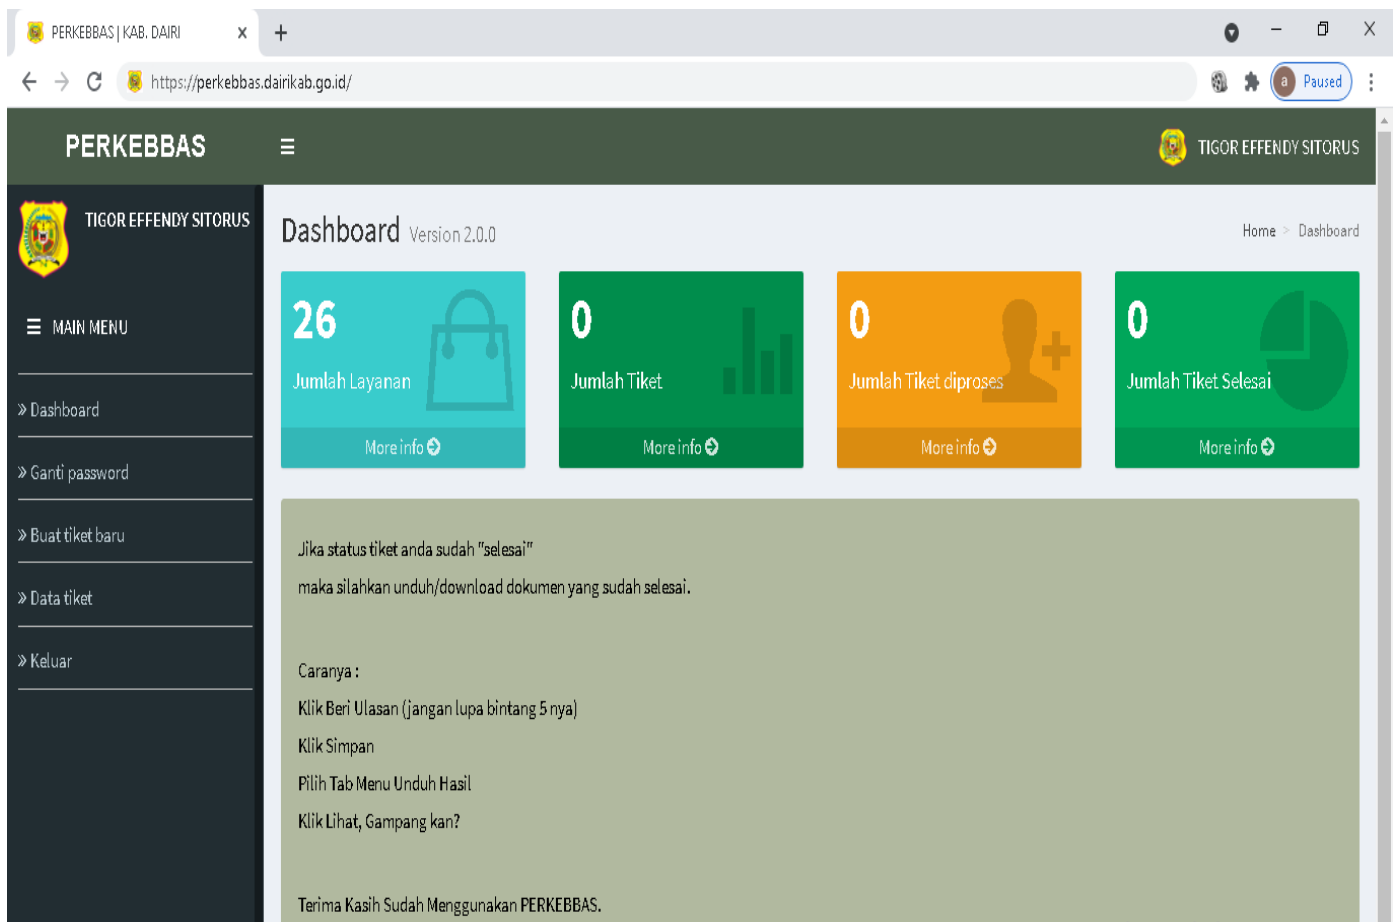 PERKEBBAS | KAB. DAIRI
https://perkebbas.dairikab.go.id/
a Paused
PERKEBBAS
TIGOR EFFENDY SITORUS
TIGOR EFFENDY SITORUS
MAIN MENU
» Dashboard
» Ganti password
» Buat tiket baru
» Data tiket
» Keluar
Dashboard Version 2.0.0
Home > Dashboard
26
Jumlah Layanan
More info
0
Jumlah Tiket
More info
0
Jumlah Tiket diproses
More info
0
Jumlah Tiket Selesai
More info
Jika status tiket anda sudah "selesai"
maka silahkan unduh/download dokumen yang sudah selesai.
Caranya :
Klik Beri Ulasan (jangan lupa bintang 5 nya)
Klik Simpan
Pilih Tab Menu Unduh Hasil
Klik Lihat, Gampang kan?
Terima Kasih Sudah Menggunakan PERKEBBAS.